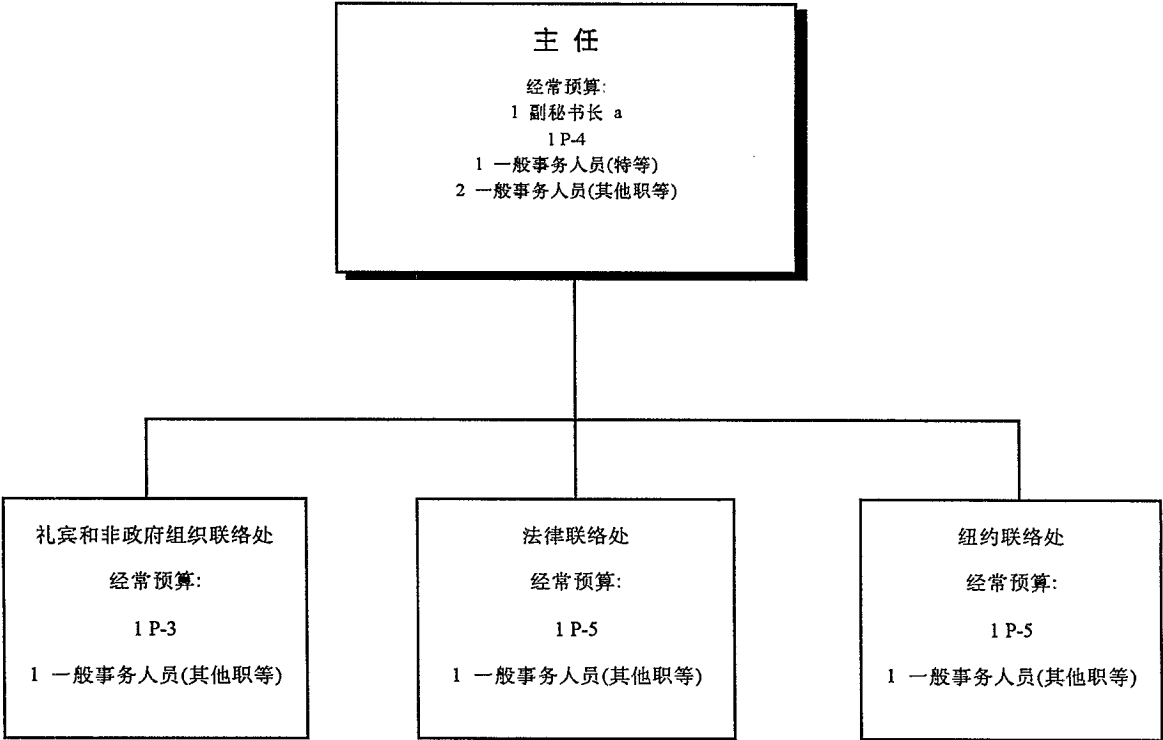 主 任
经常预算:
1 副秘书长 a
1 P-4
1 一般事务人员(特等)
2 一般事务人员(其他职等)
礼宾和非政府组织联络处
经常预算:
1 P-3
1 一般事务人员(其他职等)
法律联络处
经常预算:
1 P-5
1 一般事务人员(其他职等)
纽约联络处
经常预算:
1 P-5
1 一般事务人员(其他职等)